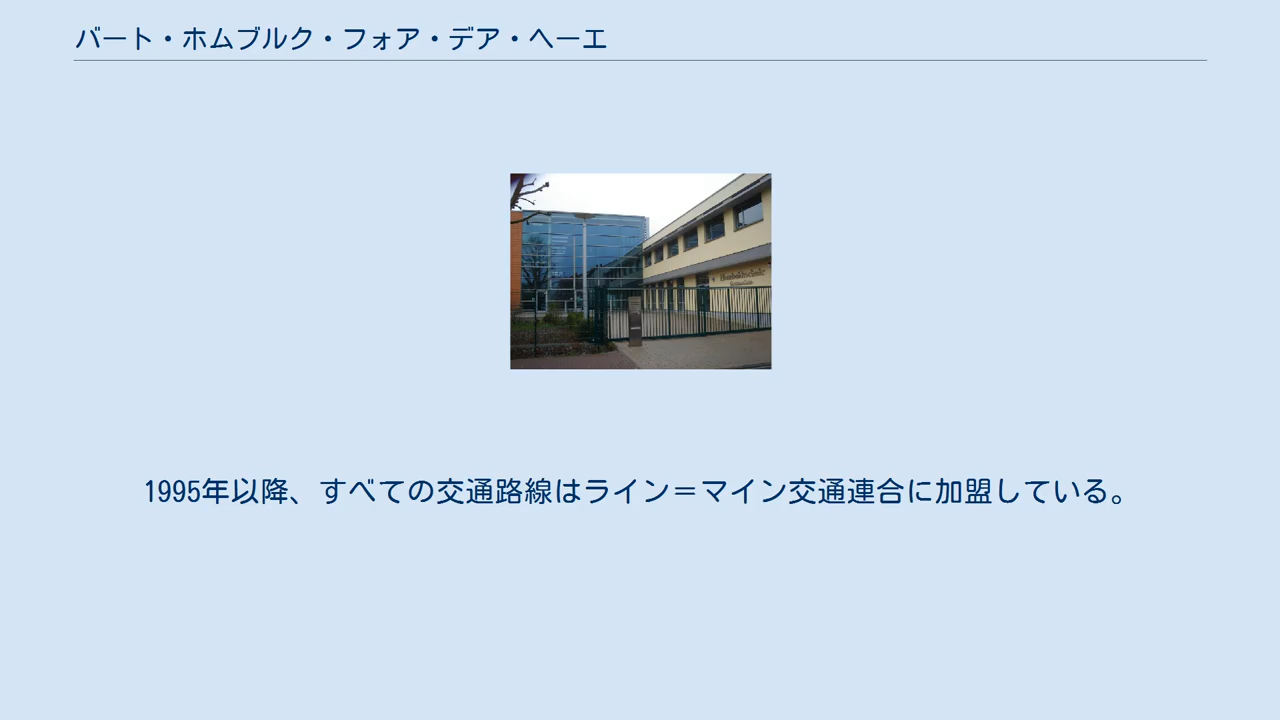 バート・ホムブルク・フォア・デア・ヘーエ
Humboldtschule
1995年以降、すべての交通路線はライン＝マイン交通連合に加盟している。